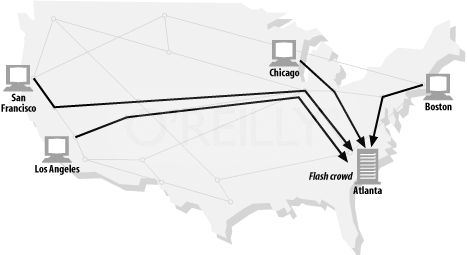 Chicago
San
Francisco
Boston
O'REILLY
Los Angeles
Flash crowd
Atlanta